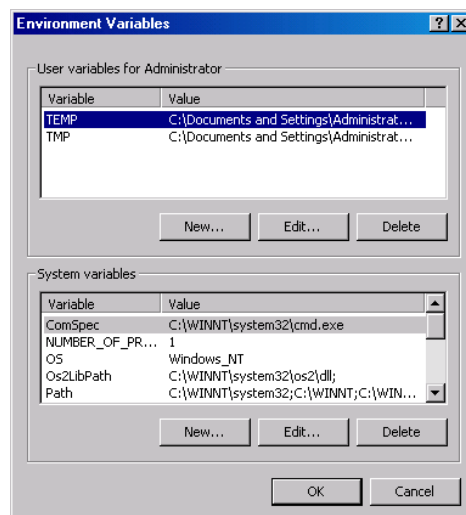 Environment Variables
User variables for Administrator
Variable Value
TEMP C:\Documents and Settings\Administrat...
TMP C:\Documents and Settings\Administrat...
New... Edit... Delete
System variables
Variable Value
ComSpec C:\WINNT\system32\cmd.exe
NUMBER_OF_PR... 1
OS Windows_NT
Os2LibPath C:\WINNT\system32\os2\dll;
Path C:\WINNT\system32;C:\WINNT;C:\WIN...
New... Edit... Delete
OK Cancel